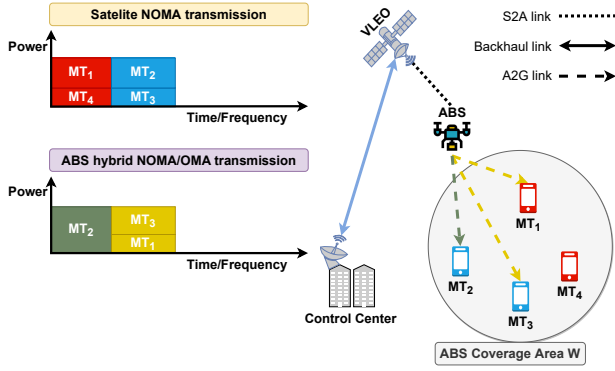 Satelite NOMA transmission
Power
MT1 MT2
MT4 MT3
Time/Frequency
ABS hybrid NOMA/OMA transmission
Power
MT2 MT3
MT1
Time/Frequency
VLEO
Control Center
S2A link
Backhaul link
A2G link
ABS
MT1
MT2
MT4
MT3
ABS Coverage Area W